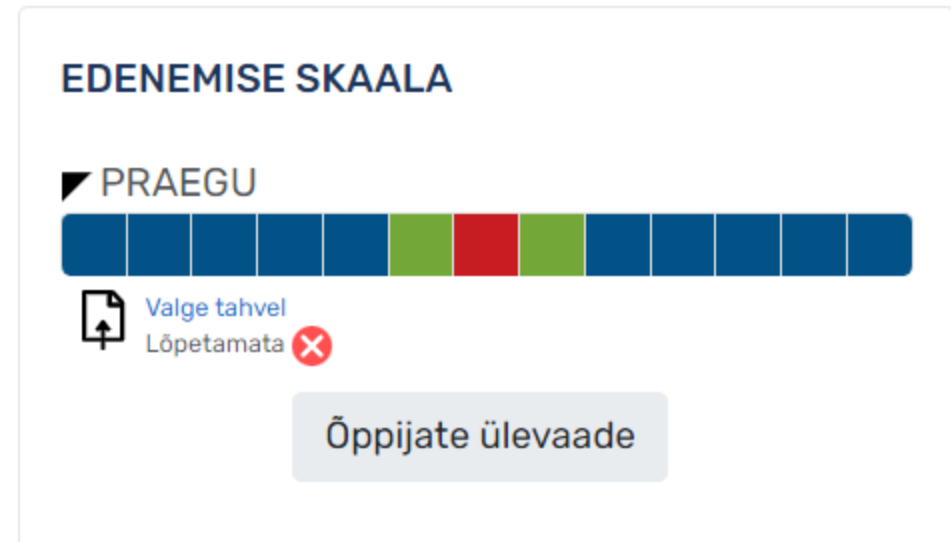 EDENEMISE SKAALA
PRAEGU
Valge tahvel
Lõpetamata
Õppijate ülevaade